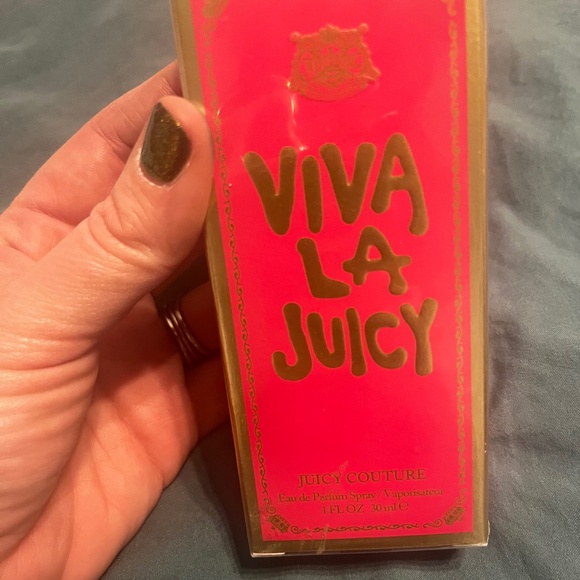 VIVA
LA
JUICY
JUICY COUTURE
Eau de Parfum Spray · Vaporisateur
1 FL OZ 30 ml ℮